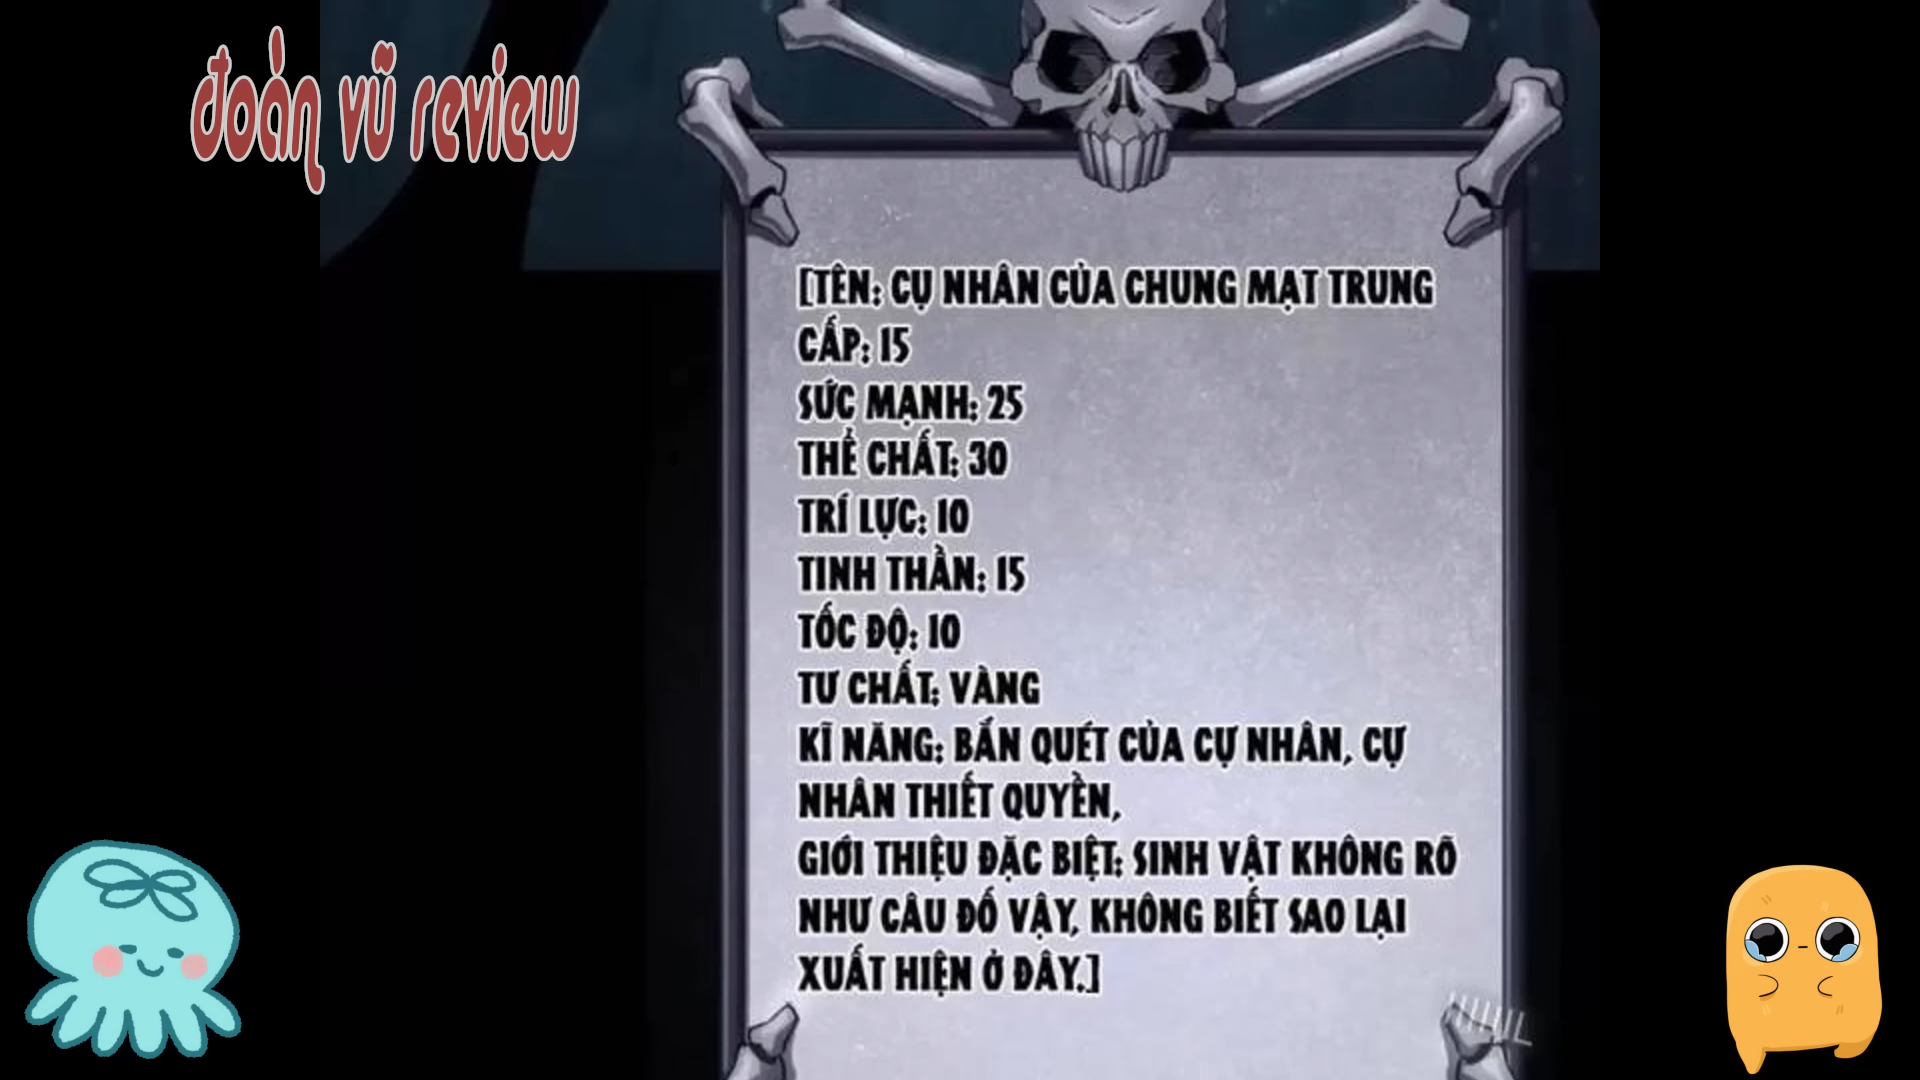 đoàn vũ review
[TÊN: CỤ NHÂN CỦA CHUNG MẠT TRUNG
CẤP: 15
SỨC MẠNH: 25
THỂ CHẤT: 30
TRÍ LỰC: 10
TINH THẦN: 15
TỐC ĐỘ: 10
TƯ CHẤT: VÀNG
KĨ NĂNG: BẮN QUÉT CỦA CỰ NHÂN, CỰ
NHÂN THIẾT QUYỀN,
GIỚI THIỆU ĐẶC BIỆT: SINH VẬT KHÔNG RÕ
NHƯ CÂU ĐỐ VẬY, KHÔNG BIẾT SAO LẠI
XUẤT HIỆN Ở ĐÂY.]